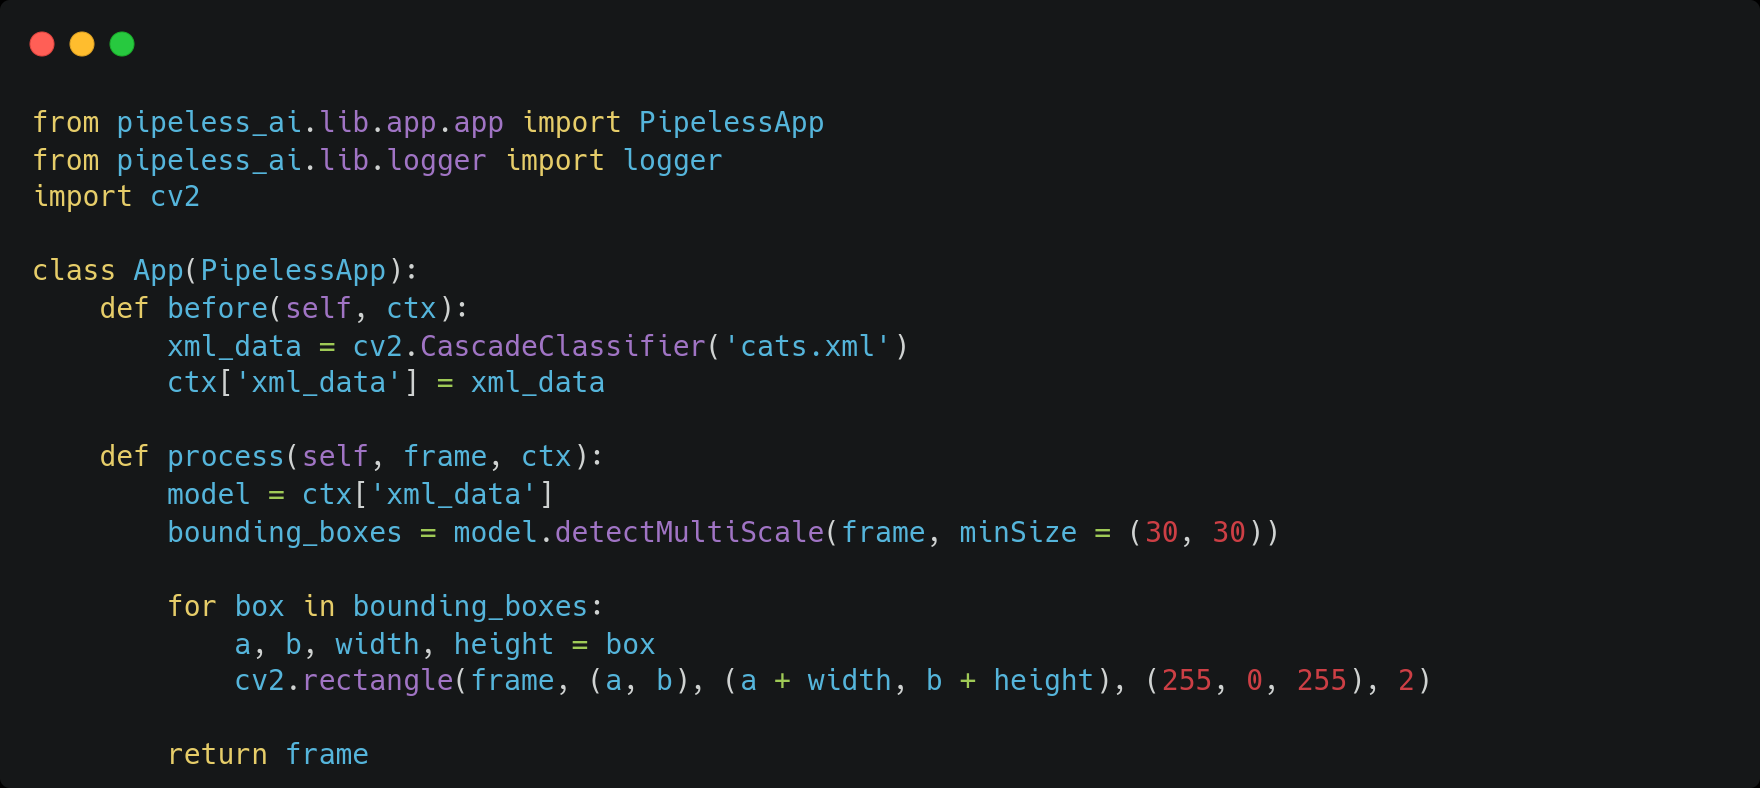 from pipeless_ai.lib.app.app import PipelessApp
from pipeless_ai.lib.logger import logger
import cv2

class App(PipelessApp):
    def before(self, ctx):
        xml_data = cv2.CascadeClassifier('cats.xml')
        ctx['xml_data'] = xml_data

    def process(self, frame, ctx):
        model = ctx['xml_data']
        bounding_boxes = model.detectMultiScale(frame, minSize = (30, 30))

        for box in bounding_boxes:
            a, b, width, height = box
            cv2.rectangle(frame, (a, b), (a + width, b + height), (255, 0, 255), 2)

        return frame